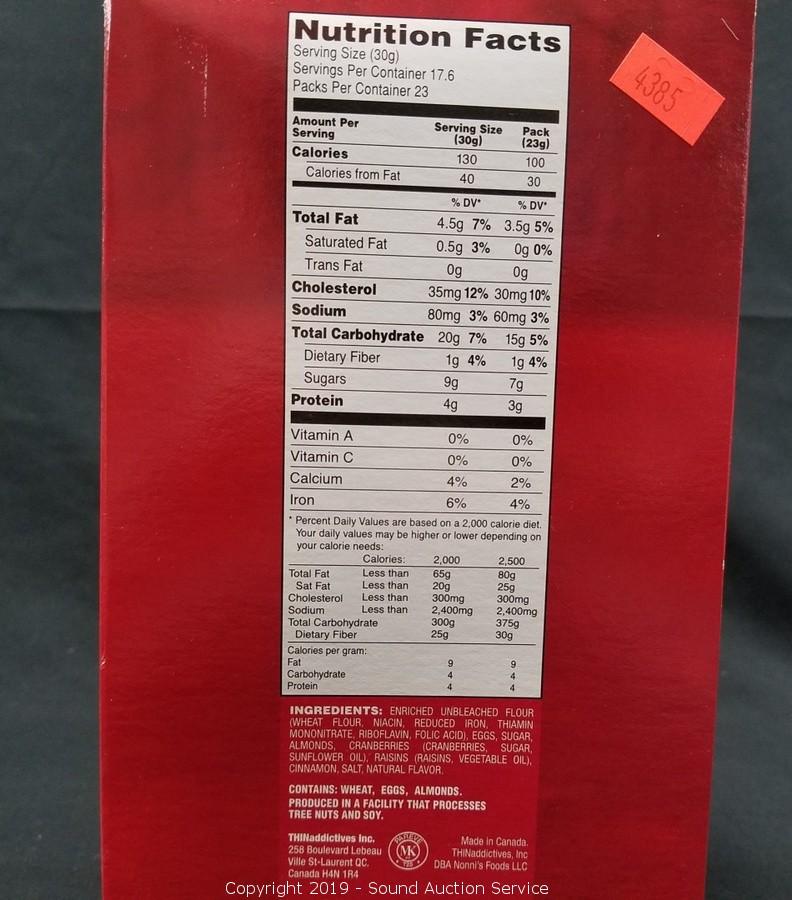 Nutrition Facts
Serving Size (30g)
Servings Per Container 17.6
Packs Per Container 23
4385
Amount Per Serving Serving Size (30g) Pack (23g)
Calories 130 100
Calories from Fat 40 30
% DV* % DV*
Total Fat 4.5g 7% 3.5g 5%
Saturated Fat 0.5g 3% 0g 0%
Trans Fat 0g 0g
Cholesterol 35mg 12% 30mg 10%
Sodium 80mg 3% 60mg 3%
Total Carbohydrate 20g 7% 15g 5%
Dietary Fiber 1g 4% 1g 4%
Sugars 9g 7g
Protein 4g 3g
Vitamin A 0% 0%
Vitamin C 0% 0%
Calcium 4% 2%
Iron 6% 4%
* Percent Daily Values are based on a 2,000 calorie diet.
Your daily values may be higher or lower depending on
your calorie needs:
Calories: 2,000 2,500
Total Fat Less than 65g 80g
Sat Fat Less than 20g 25g
Cholesterol Less than 300mg 300mg
Sodium Less than 2,400mg 2,400mg
Total Carbohydrate 300g 375g
Dietary Fiber 25g 30g
Calories per gram:
Fat 9 9
Carbohydrate 4 4
Protein 4 4
INGREDIENTS: ENRICHED UNBLEACHED FLOUR
(WHEAT FLOUR, NIACIN, REDUCED IRON, THIAMIN
MONONITRATE, RIBOFLAVIN, FOLIC ACID), EGGS, SUGAR,
ALMONDS, CRANBERRIES (CRANBERRIES, SUGAR,
SUNFLOWER OIL), RAISINS (RAISINS, VEGETABLE OIL),
CINNAMON, SALT, NATURAL FLAVOR.
CONTAINS: WHEAT, EGGS, ALMONDS.
PRODUCED IN A FACILITY THAT PROCESSES
TREE NUTS AND SOY.
THINaddictives Inc.
258 Boulevard Lebeau
Ville St-Laurent QC.
Canada H4N 1R4
PAREVE
MK
Made in Canada.
THINaddictives, Inc
DBA Nonni's Foods LLC
Copyright 2019 - Sound Auction Service